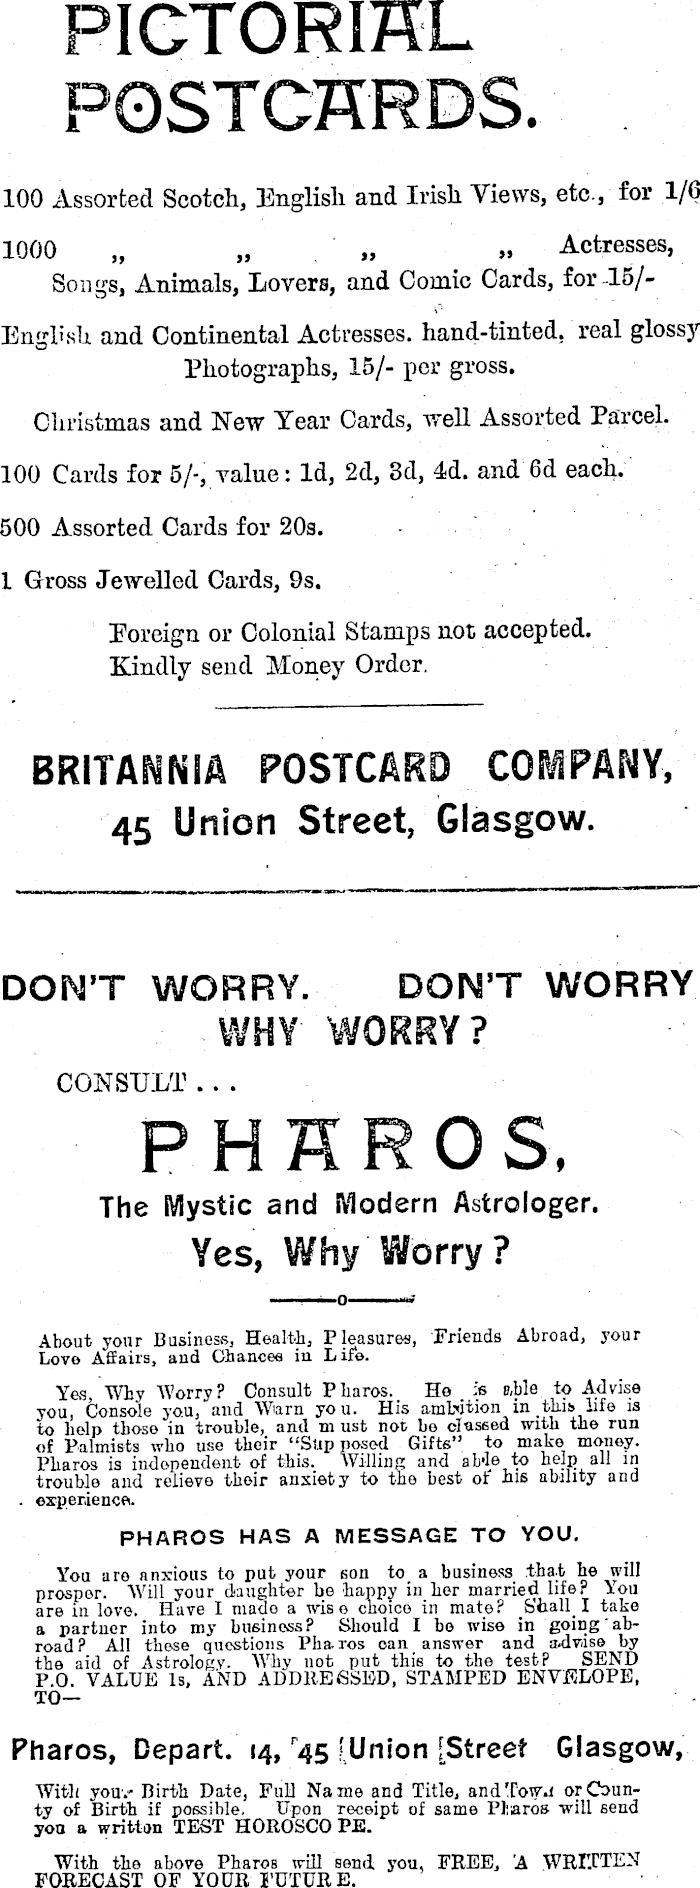 PICTORIAL
POSTCARDS.
100 Assorted Scotch, English and Irish Views, etc., for 1/6
1000 „ „ „ „ Actresses,
Songs, Animals, Lovers, and Comic Cards, for 15/-
English and Continental Actresses. hand-tinted, real glossy
Photographs, 15/- per gross.
Christmas and New Year Cards, well Assorted Parcel.
100 Cards for 5/-, value: 1d, 2d, 3d, 4d. and 6d each.
500 Assorted Cards for 20s.
1 Gross Jewelled Cards, 9s.
Foreign or Colonial Stamps not accepted.
Kindly send Money Order.
BRITANNIA POSTCARD COMPANY,
45 Union Street, Glasgow.
DON'T WORRY. DON'T WORRY
WHY WORRY?
CONSULT...
PHAROS,
The Mystic and Modern Astrologer.
Yes, Why Worry?
About your Business, Health, Pleasures, Friends Abroad, your
Love Affairs, and Chances in Life.
Yes, Why Worry? Consult Pharos. He is able to Advise
you, Console you, and Warn you. His ambition in this life is
to help those in trouble, and must not be classed with the run
of Palmists who use their "Supposed Gifts" to make money.
Pharos is independent of this. Willing and able to help all in
trouble and relieve their anxiety to the best of his ability and
experience.
PHAROS HAS A MESSAGE TO YOU.
You are anxious to put your son to a business that he will
prosper. Will your daughter be happy in her married life? You
are in love. Have I made a wise choice in mate? Shall I take
a partner into my business? Should I be wise in going ab-
road? All these questions Pharos can answer and advise by
the aid of Astrology. Why not put this to the test? SEND
P.O. VALUE 1s, AND ADDRESSED, STAMPED ENVELOPE,
TO—
Pharos, Depart. 14, 45 Union Street Glasgow,
With your Birth Date, Full Name and Title, and Town or Coun-
ty of Birth if possible. Upon receipt of same Pharos will send
you a written TEST HOROSCOPE.
With the above Pharos will send you, FREE, A WRITTEN
FORECAST OF YOUR FUTURE.